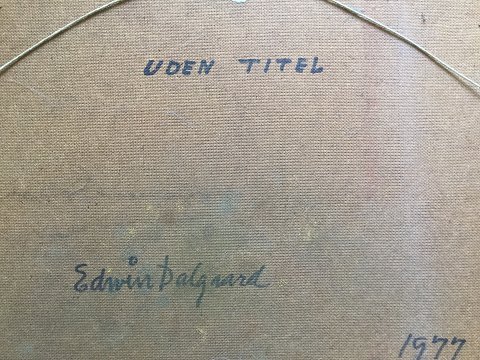 UDEN TITEL
Edwin Dalgaard
1977